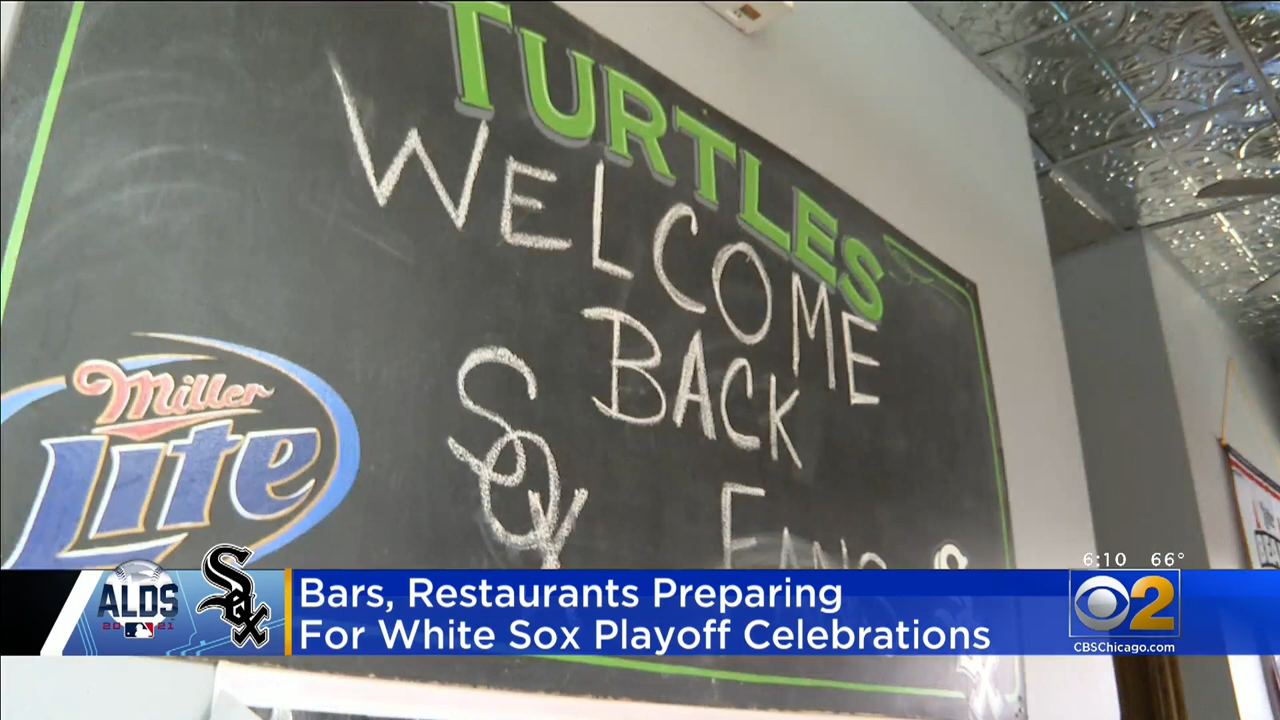 TURTLES
WELCOME
BACK
SOX
FANS
Miller
Lite
6:10 66°
ALDS
2021
Sox
Bars, Restaurants Preparing
For White Sox Playoff Celebrations
2
CBSChicago.com